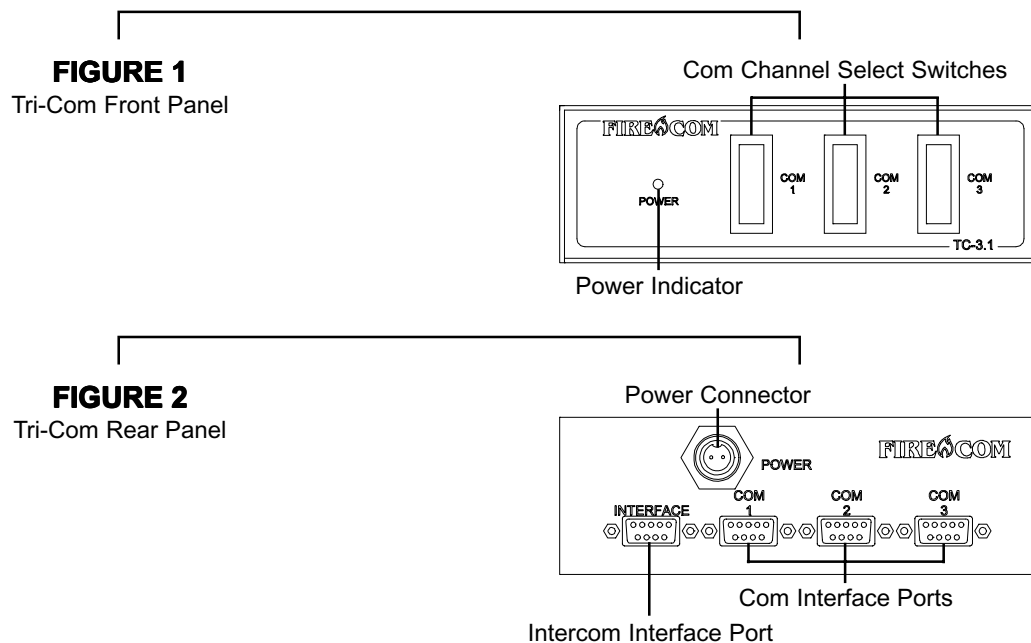 FIGURE 1
Tri-Com Front Panel
Com Channel Select Switches
FIRECOM
POWER
COM
1
COM
2
COM
3
TC-3.1
Power Indicator
FIGURE 2
Tri-Com Rear Panel
Power Connector
POWER
FIRECOM
INTERFACE
COM
1
COM
2
COM
3
Com Interface Ports
Intercom Interface Port